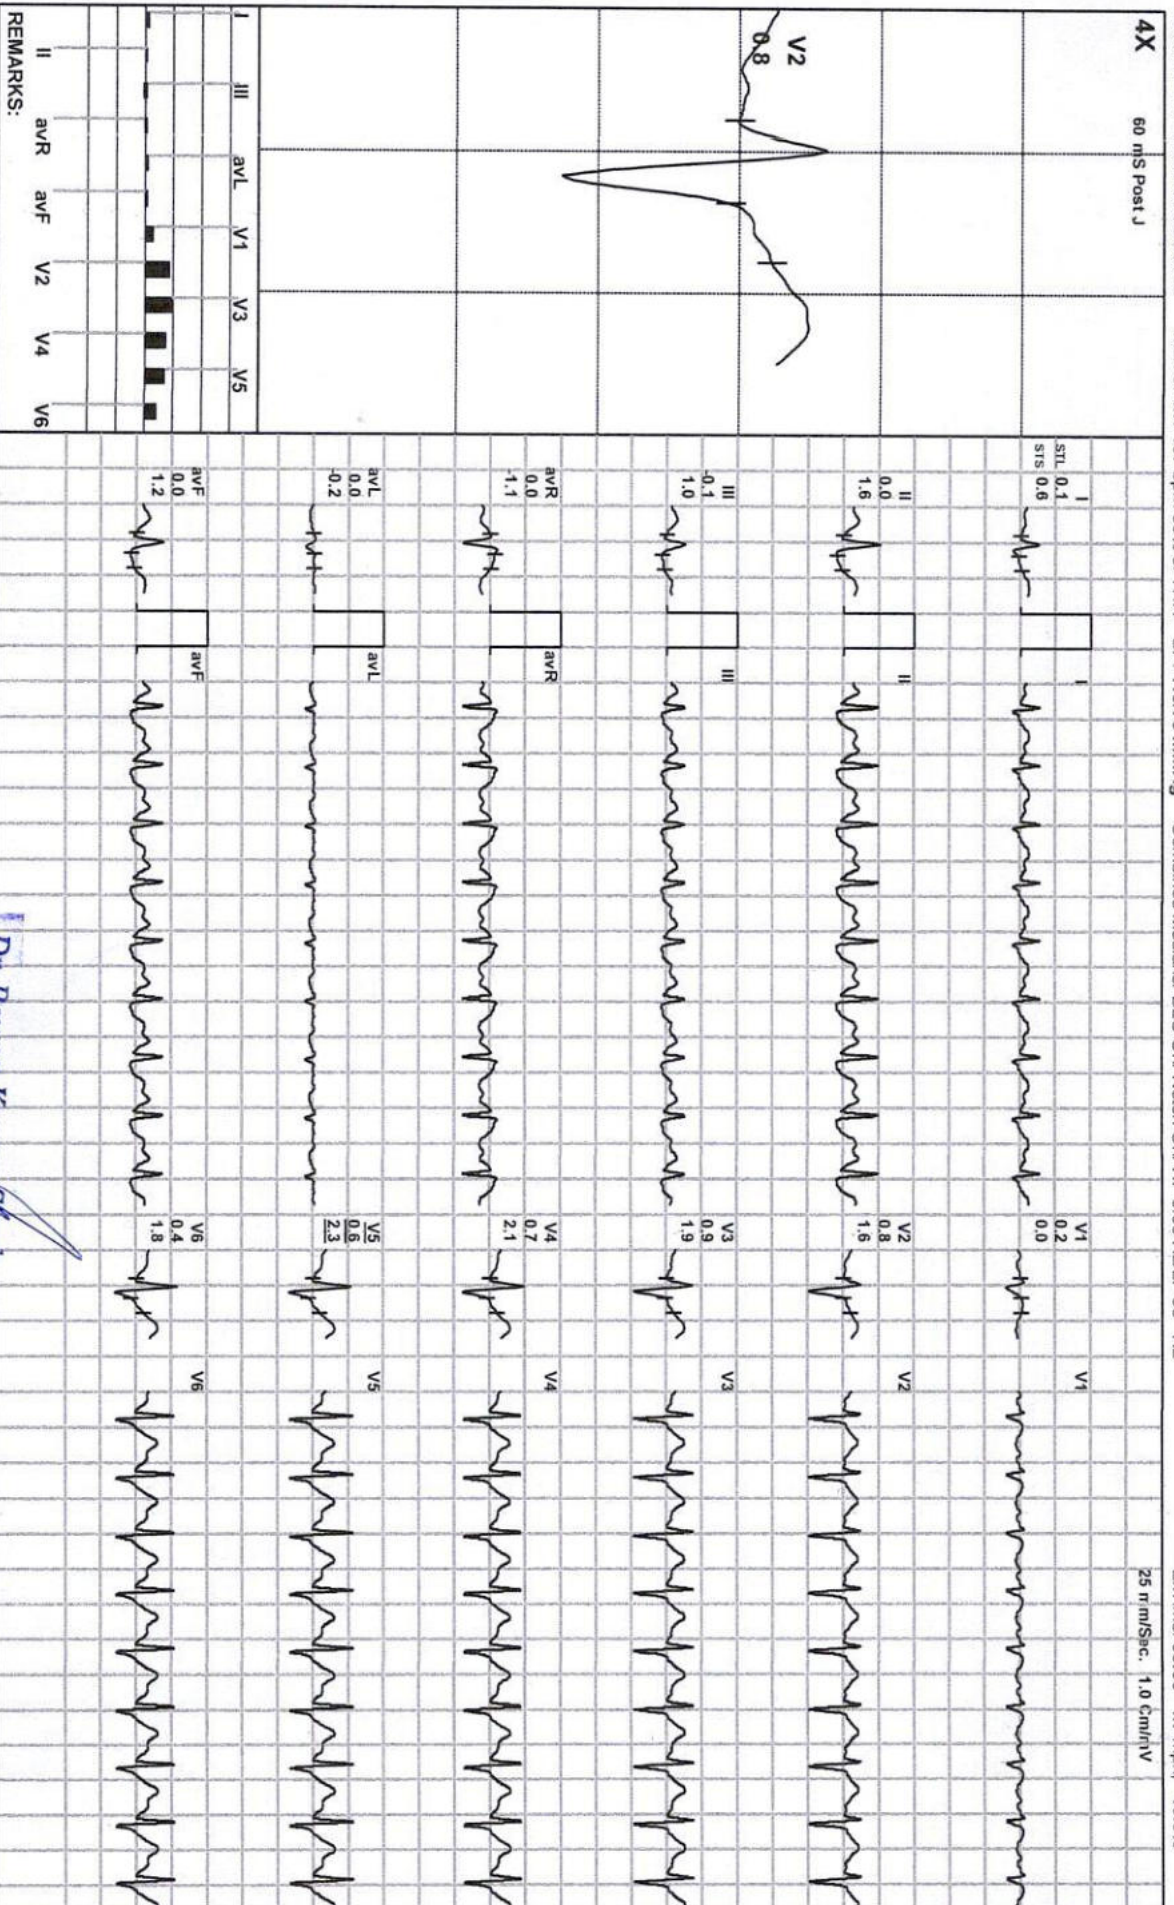 4X
60 mS Post J
25 mm/Sec. 1.0 Cm/mV
V2
0.8
I
STL 0.1
STS 0.6
I
V1
0.2
0.0
V1
II
0.0
1.6
II
V2
0.8
1.6
V2
III
-0.1
1.0
III
V3
0.9
1.9
V3
avR
0.0
-1.1
avR
V4
0.7
2.1
V4
avL
0.0
-0.2
avL
V5
0.6
2.3
V5
avF
0.0
1.2
avF
V6
0.4
1.8
V6
I III avL V1 V3 V5
II avR avF V2 V4 V6
REMARKS: